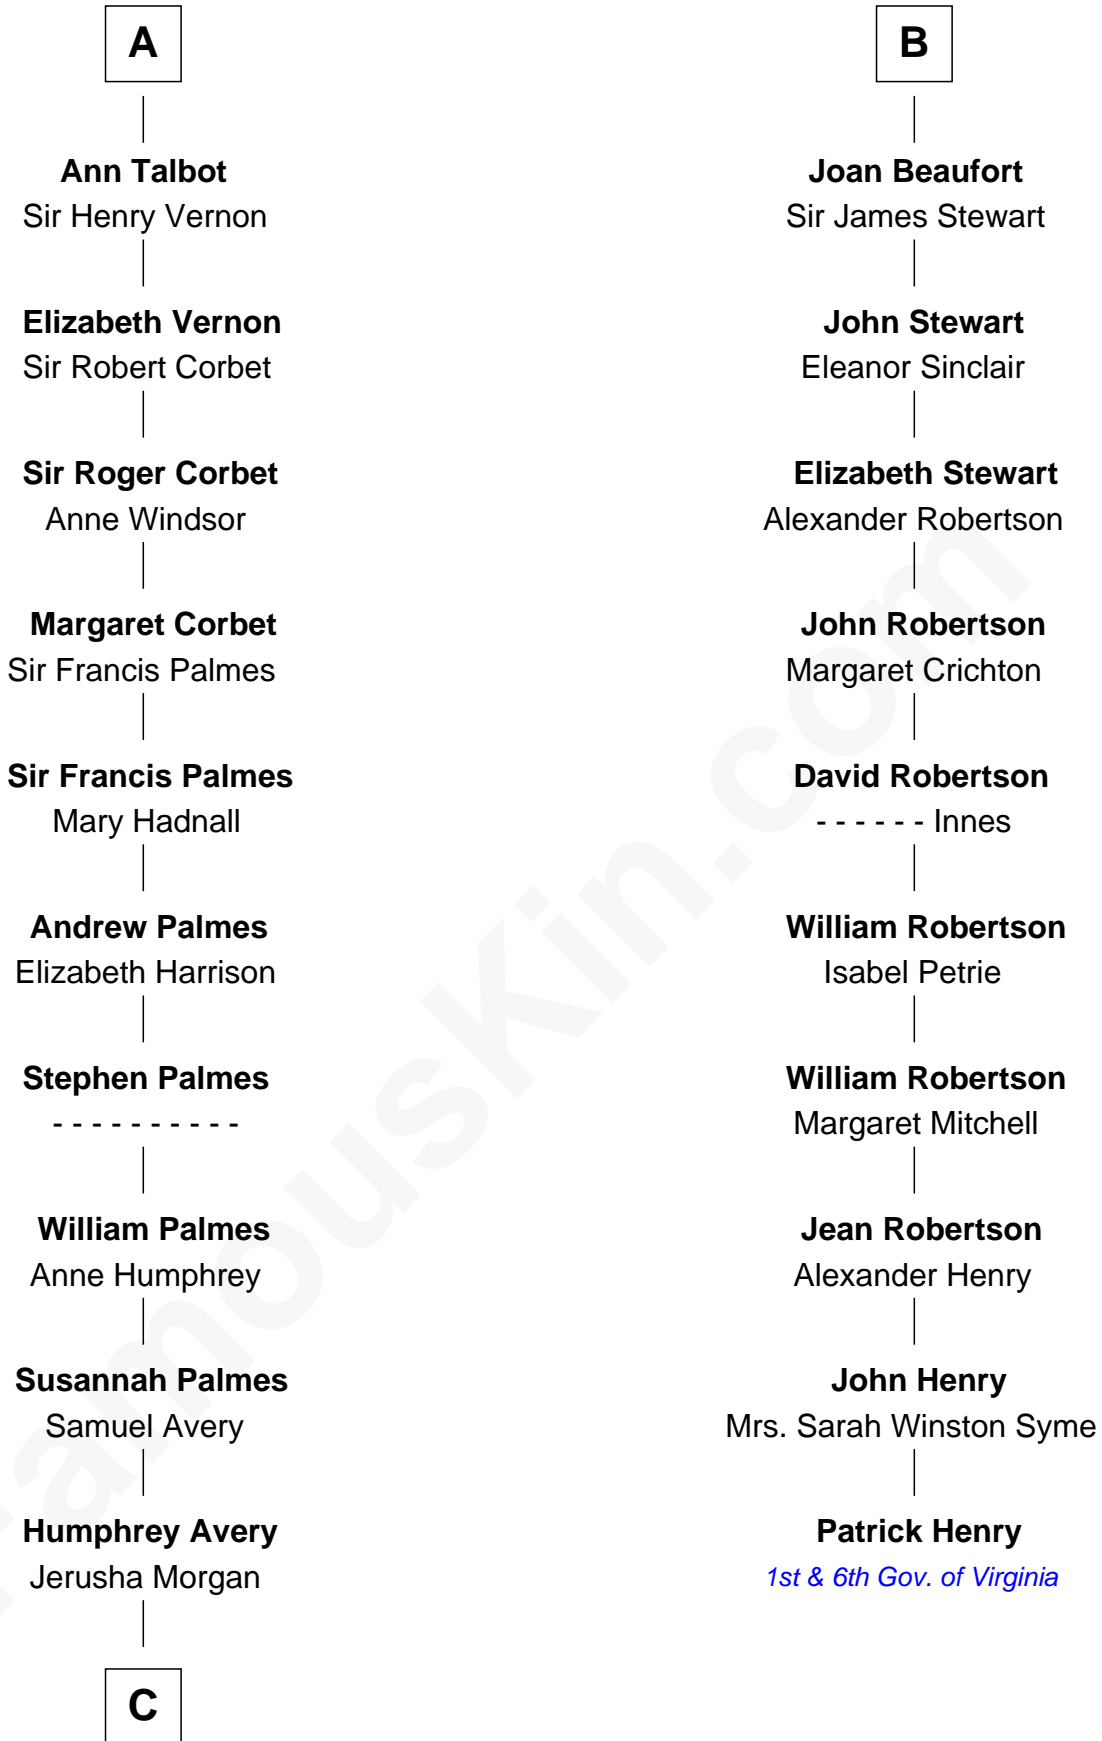 A
Ann Talbot
Sir Henry Vernon
Elizabeth Vernon
Sir Robert Corbet
Sir Roger Corbet
Anne Windsor
Margaret Corbet
Sir Francis Palmes
Sir Francis Palmes
Mary Hadnall
Andrew Palmes
Elizabeth Harrison
Stephen Palmes
- - - - - - - - - -
William Palmes
Anne Humphrey
Susannah Palmes
Samuel Avery
Humphrey Avery
Jerusha Morgan
C
B
Joan Beaufort
Sir James Stewart
John Stewart
Eleanor Sinclair
Elizabeth Stewart
Alexander Robertson
John Robertson
Margaret Crichton
David Robertson
- - - - - - Innes
William Robertson
Isabel Petrie
William Robertson
Margaret Mitchell
Jean Robertson
Alexander Henry
John Henry
Mrs. Sarah Winston Syme
Patrick Henry
1st & 6th Gov. of Virginia
FamousKin.com